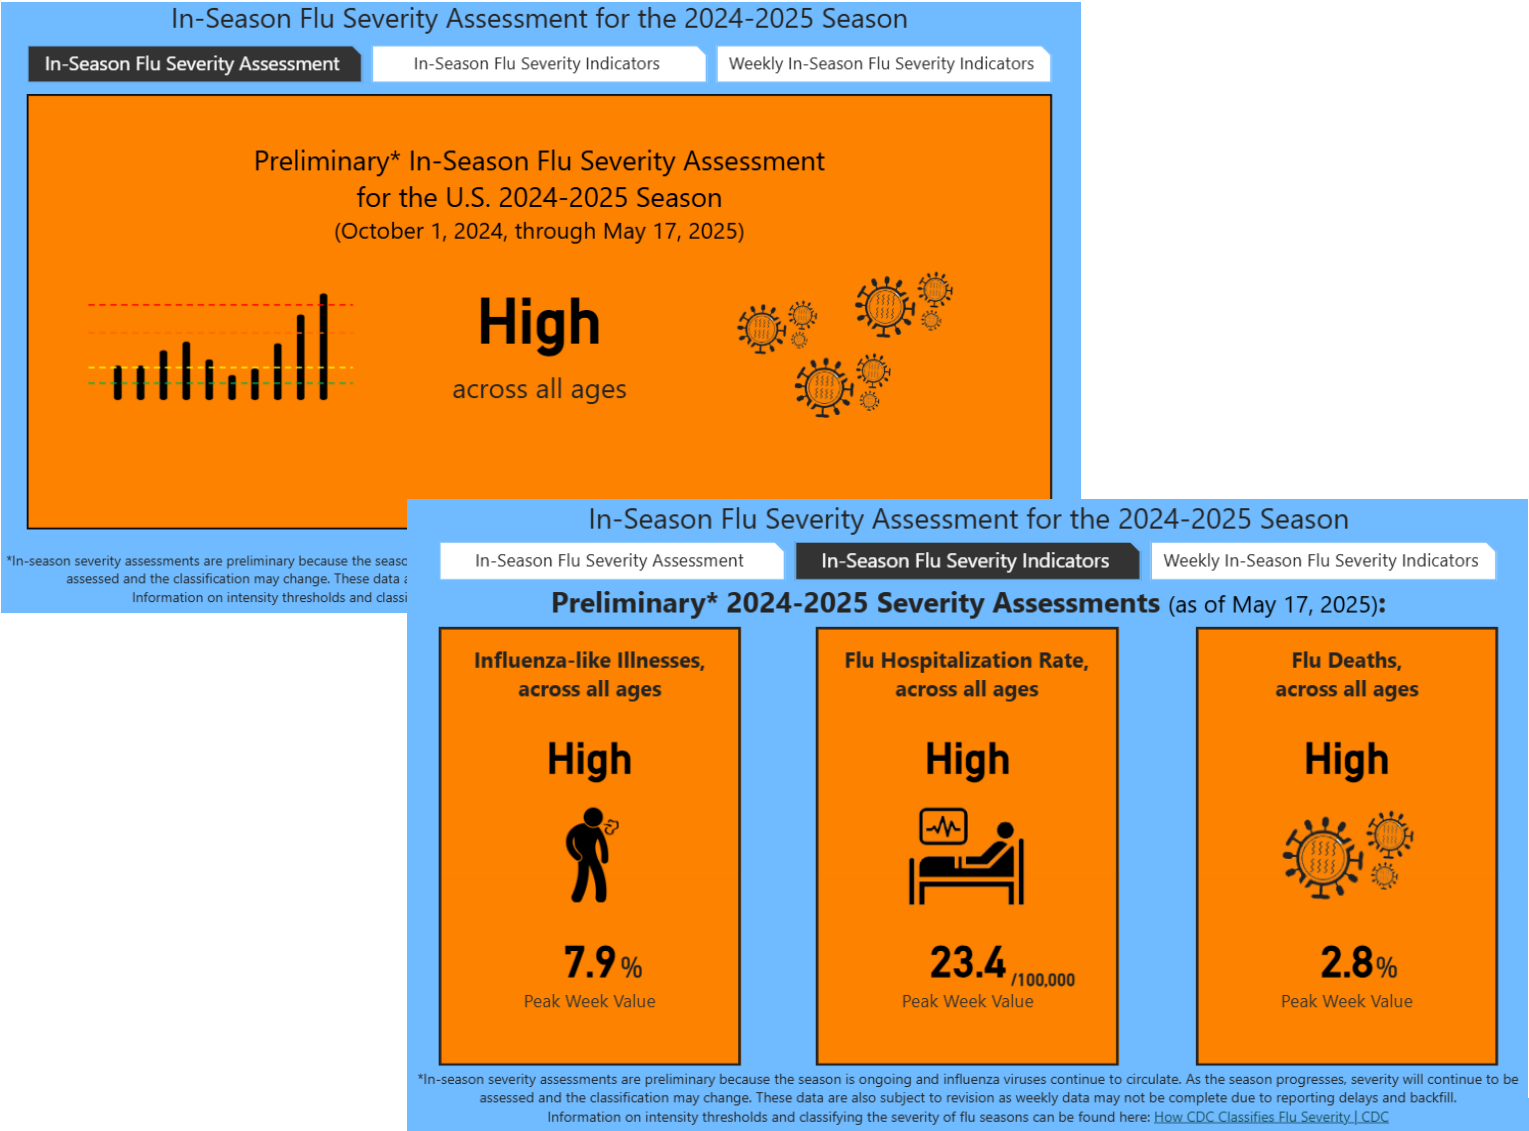 In-Season Flu Severity Assessment for the 2024-2025 Season
In-Season Flu Severity Assessment
In-Season Flu Severity Indicators
Weekly In-Season Flu Severity Indicators
Preliminary* In-Season Flu Severity Assessment
for the U.S. 2024-2025 Season
(October 1, 2024, through May 17, 2025)
High
across all ages
*In-season severity assessments are preliminary because the
assessed and the classification may change. These data
Information on intensity thresholds and
In-Season Flu Severity Assessment for the 2024-2025 Season
In-Season Flu Severity Assessment
In-Season Flu Severity Indicators
Weekly In-Season Flu Severity Indicators
Preliminary* 2024-2025 Severity Assessments (as of May 17, 2025):
Influenza-like Illnesses,
across all ages
High
7.9%
Peak Week Value
Flu Hospitalization Rate,
across all ages
High
23.4 /100,000
Peak Week Value
Flu Deaths,
across all ages
High
2.8%
Peak Week Value
*In-season severity assessments are preliminary because the season is ongoing and influenza viruses continue to circulate. As the season progresses, severity will continue to be
assessed and the classification may change. These data are also subject to revision as weekly data may not be complete due to reporting delays and backfill.
Information on intensity thresholds and classifying the severity of flu seasons can be found here: How CDC Classifies Flu Severity | CDC